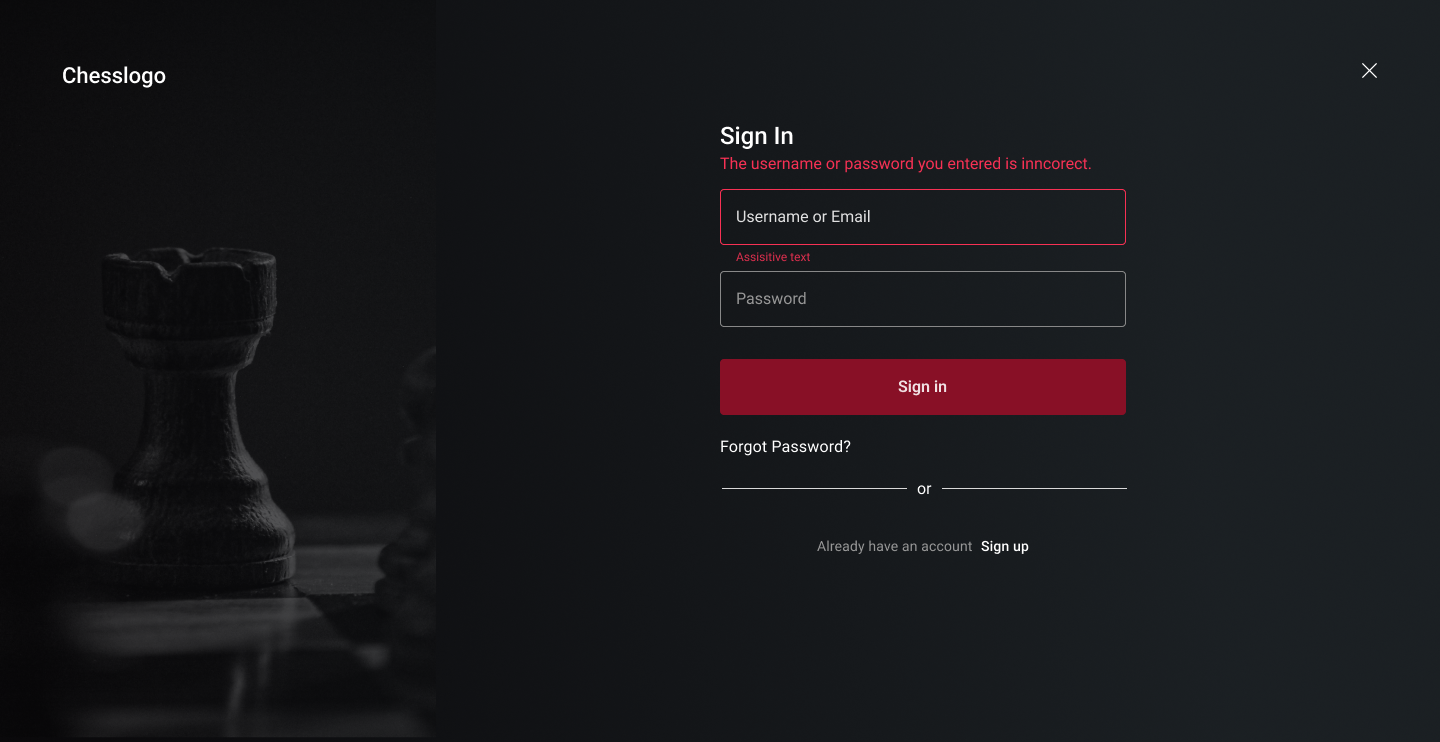 Chesslogo
Sign In
The username or password you entered is inncorect.
Username or Email
Assisitive text
Password
Sign in
Forgot Password?
or
Already have an account Sign up